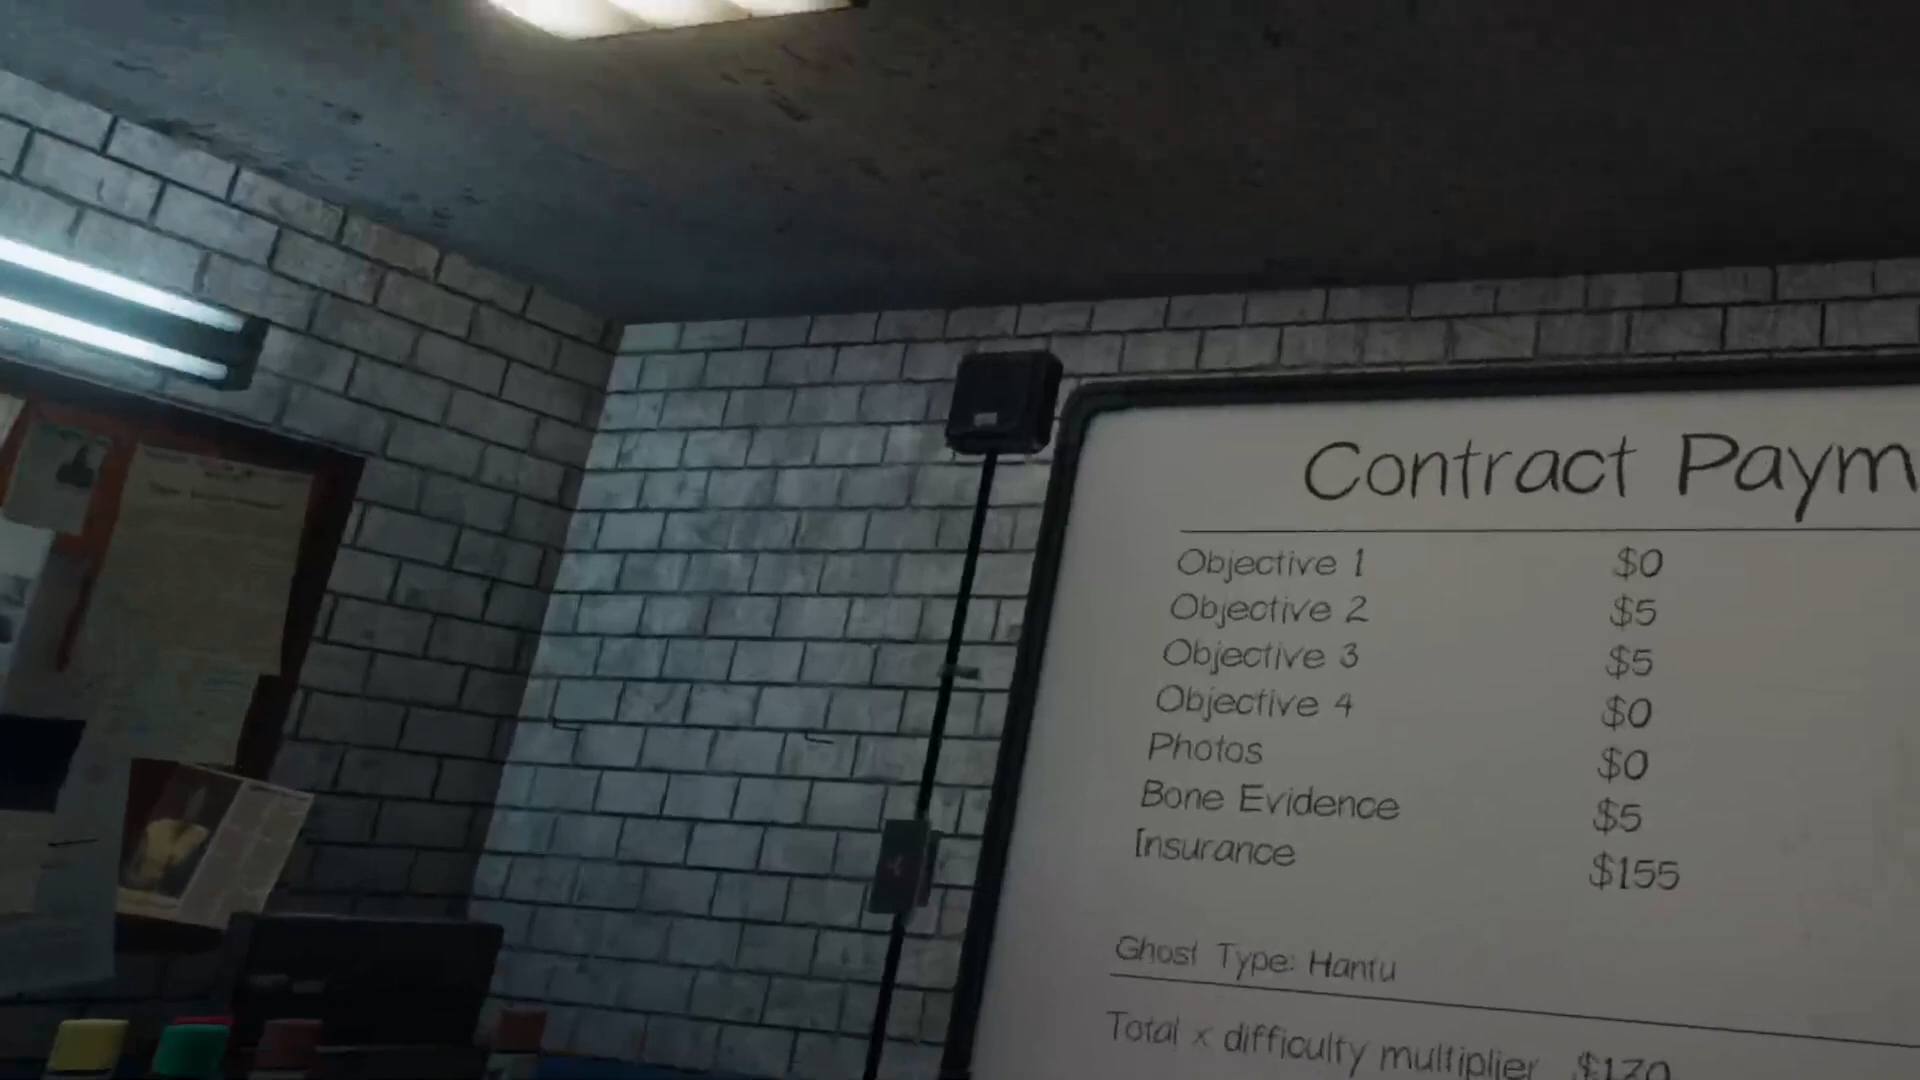 Contract Paym
Objective 1 $0
Objective 2 $5
Objective 3 $5
Objective 4 $0
Photos $0
Bone Evidence $5
Insurance $155
Ghost Type: Hantu
Total x difficulty multiplier $170